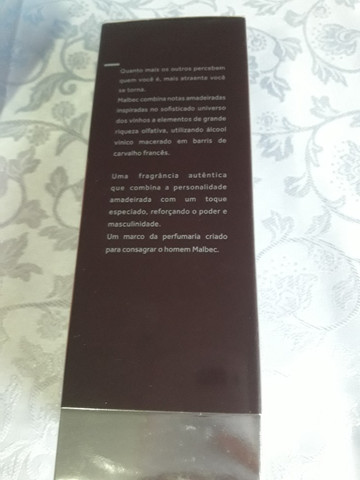 Quanto mais os outros percebem
quem você é, mais atraente você
se torna.
Malbec combina notas amadeiradas
inspiradas no sofisticado universo
dos vinhos a elementos de grande
riqueza olfativa, utilizando álcool
vínico macerado em barris de
carvalho francês.
Uma fragrância autêntica
que combina a personalidade
amadeirada com um toque
especiado, reforçando o poder e
masculinidade.
Um marco da perfumaria criado
para consagrar o homem Malbec.